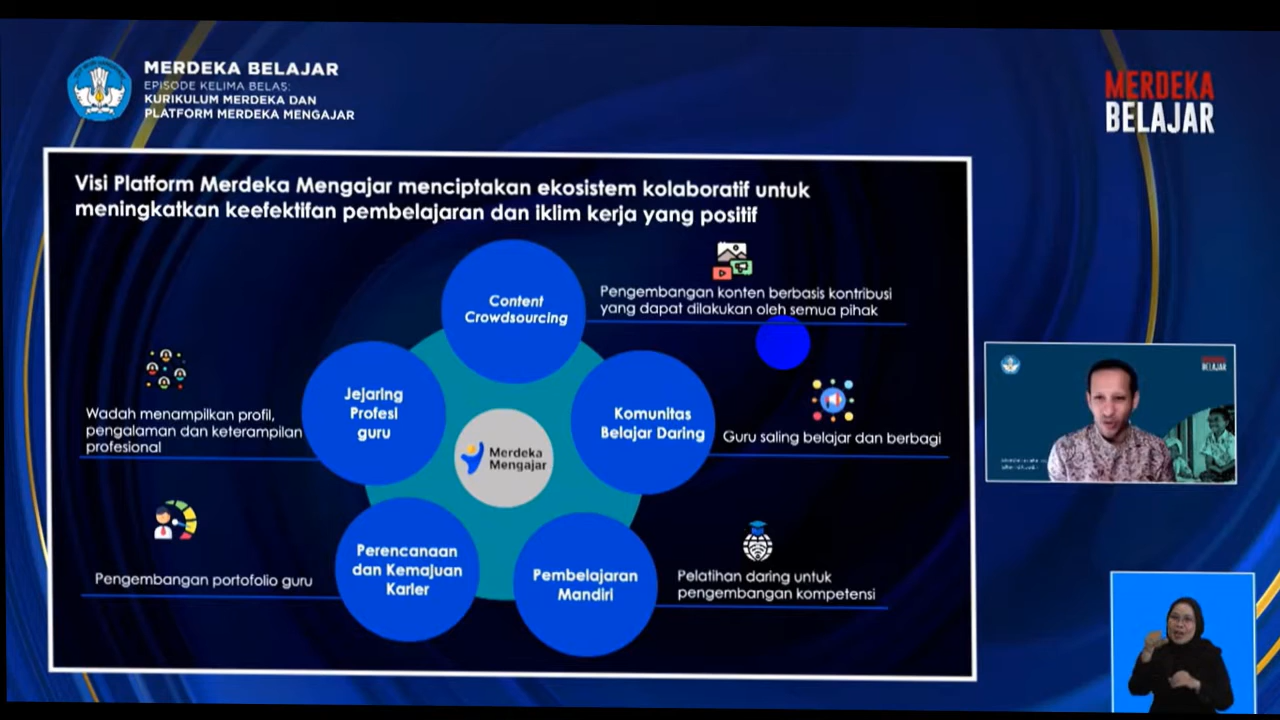 MERDEKA BELAJAR
EPISODE KELIMA BELAS:
KURIKULUM MERDEKA DAN
PLATFORM MERDEKA MENGAJAR
MERDEKA
BELAJAR
Visi Platform Merdeka Mengajar menciptakan ekosistem kolaboratif untuk
meningkatkan keefektifan pembelajaran dan iklim kerja yang positif
Content
Crowdsourcing
Pengembangan konten berbasis kontribusi
yang dapat dilakukan oleh semua pihak
Jejaring
Profesi
guru
Wadah menampilkan profil,
pengalaman dan keterampilan
profesional
Komunitas
Belajar Daring
Guru saling belajar dan berbagi
Merdeka
Mengajar
Perencanaan
dan Kemajuan
Karier
Pengembangan portofolio guru
Pembelajaran
Mandiri
Pelatihan daring untuk
pengembangan kompetensi
MERDEKA
BELAJAR